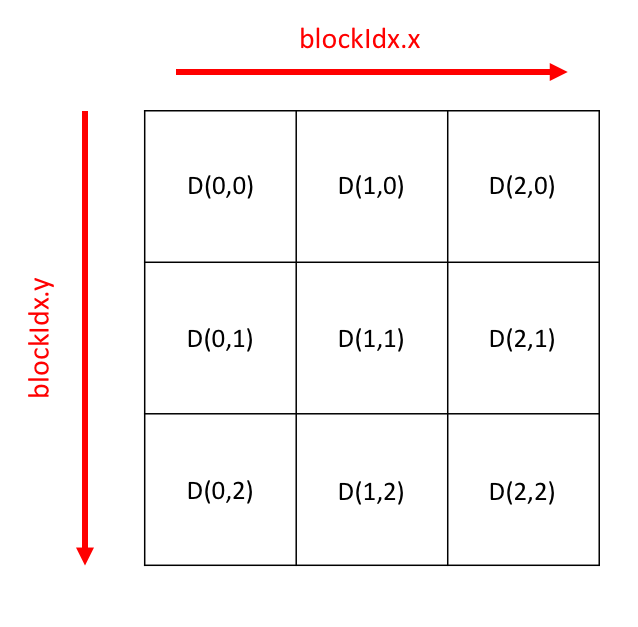 blockIdx.x
blockIdx.y
D(0,0) D(1,0) D(2,0)
D(0,1) D(1,1) D(2,1)
D(0,2) D(1,2) D(2,2)